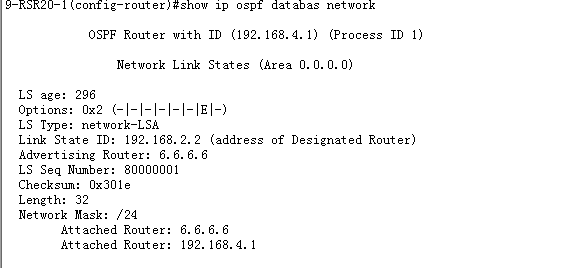 9-RSR20-1(config-router)#show ip ospf databas network
OSPF Router with ID (192.168.4.1) (Process ID 1)
Network Link States (Area 0.0.0.0)
LS age: 296
Options: 0x2 (-|-|-|-|-|-|E|-)
LS Type: network-LSA
Link State ID: 192.168.2.2 (address of Designated Router)
Advertising Router: 6.6.6.6
LS Seq Number: 80000001
Checksum: 0x301e
Length: 32
Network Mask: /24
Attached Router: 6.6.6.6
Attached Router: 192.168.4.1